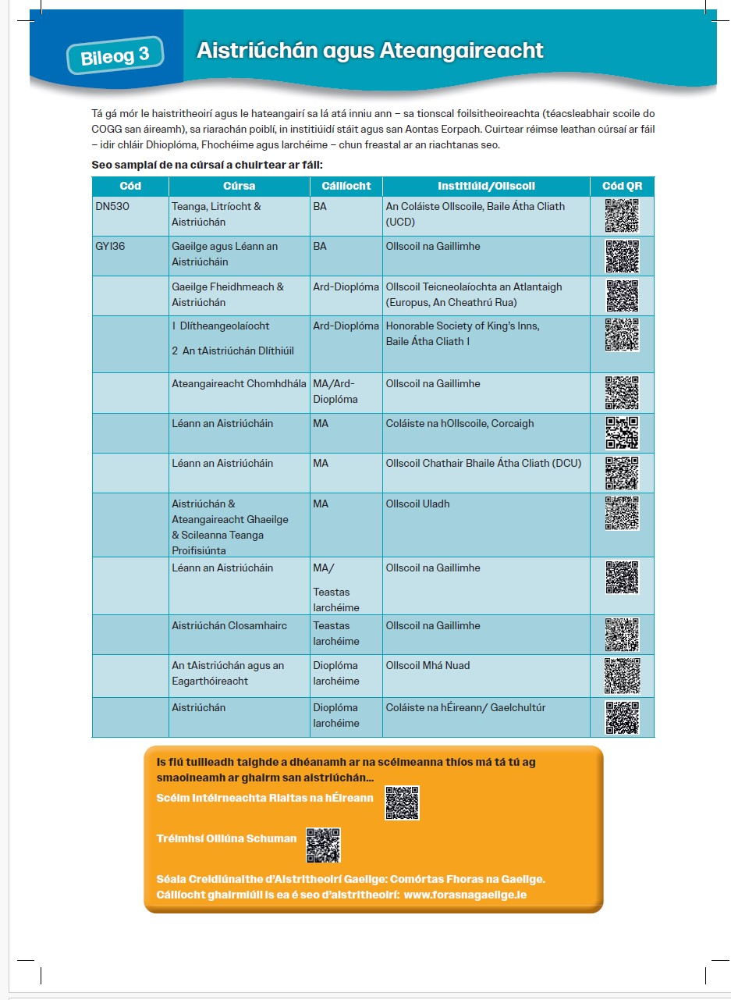 Bileog 3
Aistriúchán agus Ateangaireacht
Tá gá mór le haistritheoirí agus le hateangairí sa lá atá inniu ann – sa tionscal foilsitheoireachta (téacsleabhair scoile do
COGG san áireamh), sa riarachán poiblí, in institiúidí stáit agus san Aontas Eorpach. Cuirtear réimse leathan cúrsaí ar fáil
– idir chláir Dhioplóma, Fhochéime agus Iarchéime – chun freastal ar an riachtanas seo.
Seo samplaí de na cúrsaí a chuirtear ar fáil:
Cód Cúrsa Cáilíocht Institiúid/Ollscoil Cód QR
DN530 Teanga, Litríocht & BA An Coláiste Ollscoile, Baile Átha Cliath
Aistriúchán (UCD)
GY136 Gaeilge agus Léann an BA Ollscoil na Gaillimhe
Aistriúcháin
Gaeilge Fheidhmeach & Ard-Dioplóma Ollscoil Teicneolaíochta an Atlantaigh
Aistriúchán (Europus, An Cheathrú Rua)
1 Dlítheangeolaíocht Ard-Dioplóma Honorable Society of King's Inns,
Baile Átha Cliath 1
2 An tAistriúchán Dlíthiúil
Ateangaireacht Chomhdhála MA/Ard- Ollscoil na Gaillimhe
Dioplóma
Léann an Aistriúcháin MA Coláiste na hOllscoile, Corcaigh
Léann an Aistriúcháin MA Ollscoil Chathair Bhaile Átha Cliath (DCU)
Aistriúchán & MA Ollscoil Uladh
Ateangaireacht Ghaeilge
& Scileanna Teanga
Proifisiúnta
Léann an Aistriúcháin MA/ Ollscoil na Gaillimhe
Teastas
Iarchéime
Aistriúchán Closamhairc Teastas Ollscoil na Gaillimhe
Iarchéime
An tAistriúchán agus an Dioplóma Ollscoil Mhá Nuad
Eagarthóireacht Iarchéime
Aistriúchán Dioplóma Coláiste na hÉireann/ Gaelchultúr
Iarchéime
Is fiú tuilleadh taighde a dhéanamh ar na scéimeanna thíos má tá tú ag
smaoineamh ar ghairm san aistriúchán...
Scéim Intéirneachta Rialtas na hÉireann
Tréimhsí Oiliúna Schuman
Séala Creidiúnaithe d'Aistritheoirí Gaeilge: Comórtas Fhoras na Gaeilge.
Cáilíocht ghairmiúil is ea é seo d'aistritheoirí: www.forasnagaeilge.ie